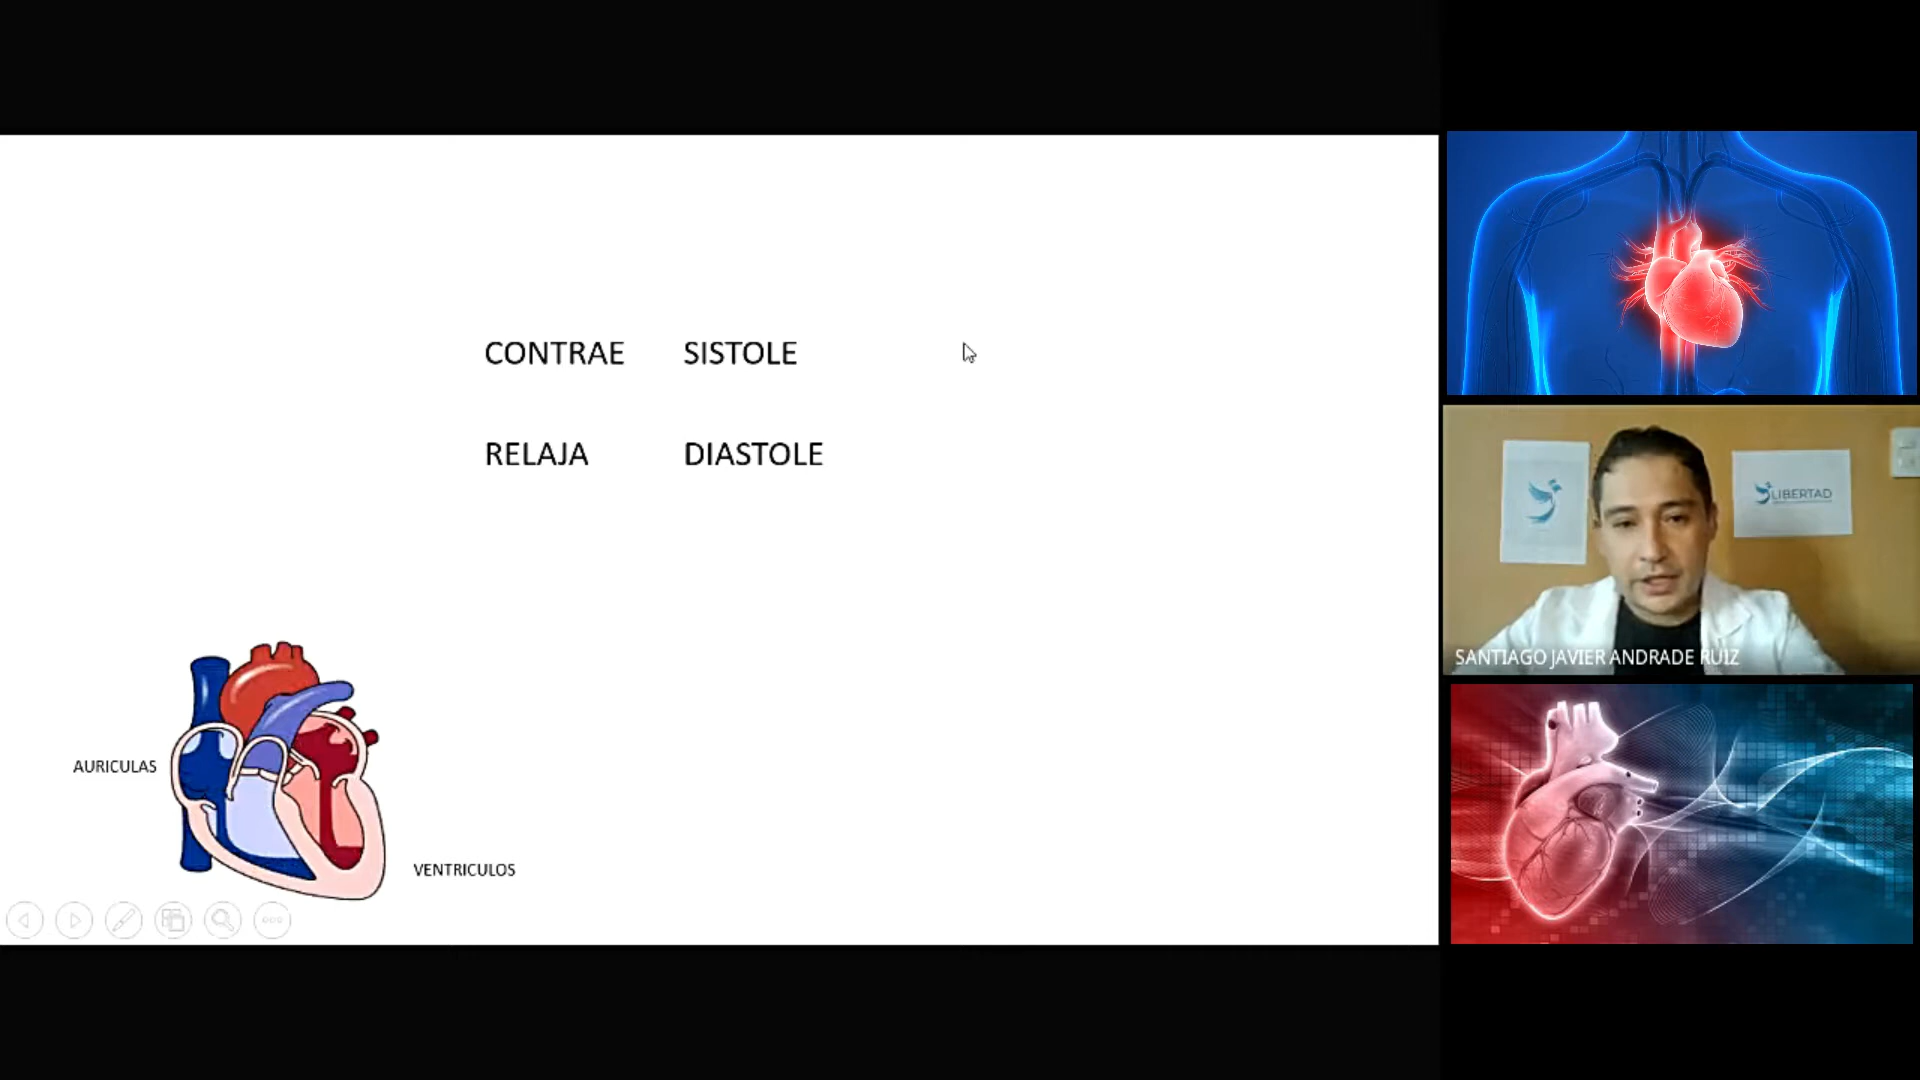 CONTRAE SISTOLE
RELAJA DIASTOLE
AURICULAS
VENTRICULOS
LIBERTAD
SANTIAGO JAVIER ANDRADE RUIZ